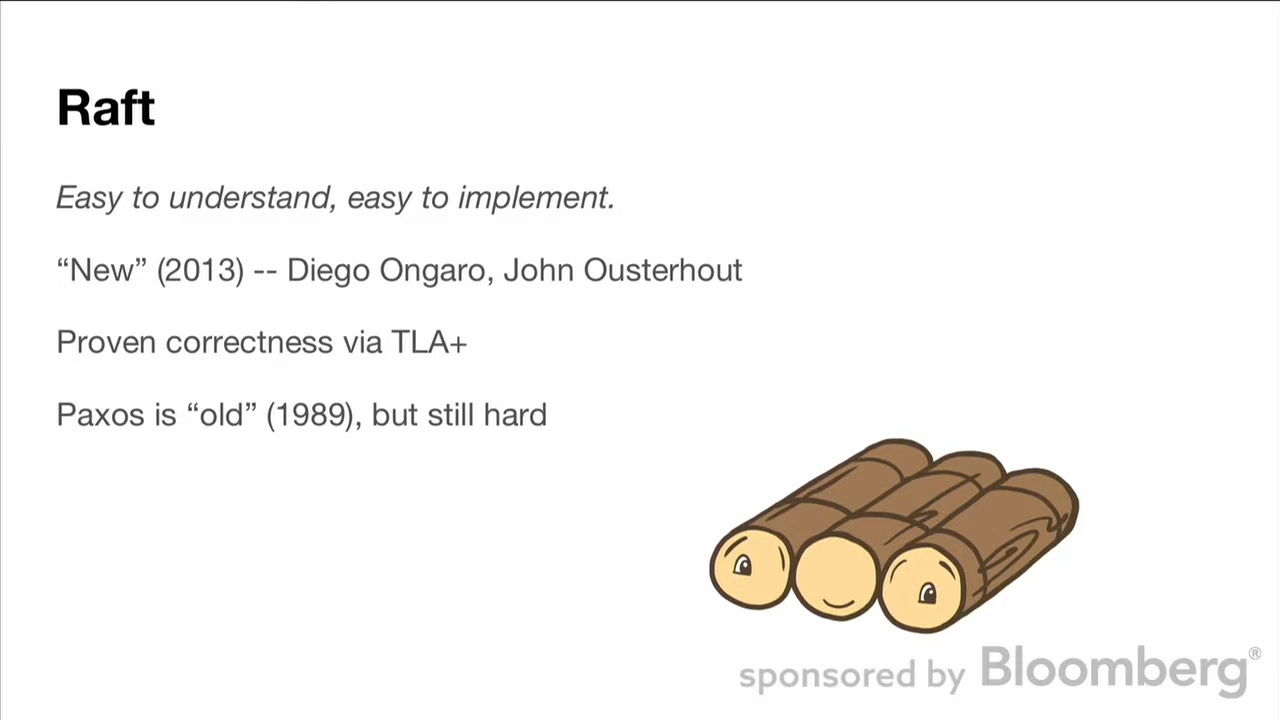 Raft
Easy to understand, easy to implement.
“New” (2013) -- Diego Ongaro, John Ousterhout
Proven correctness via TLA+
Paxos is “old” (1989), but still hard
sponsored by Bloomberg®